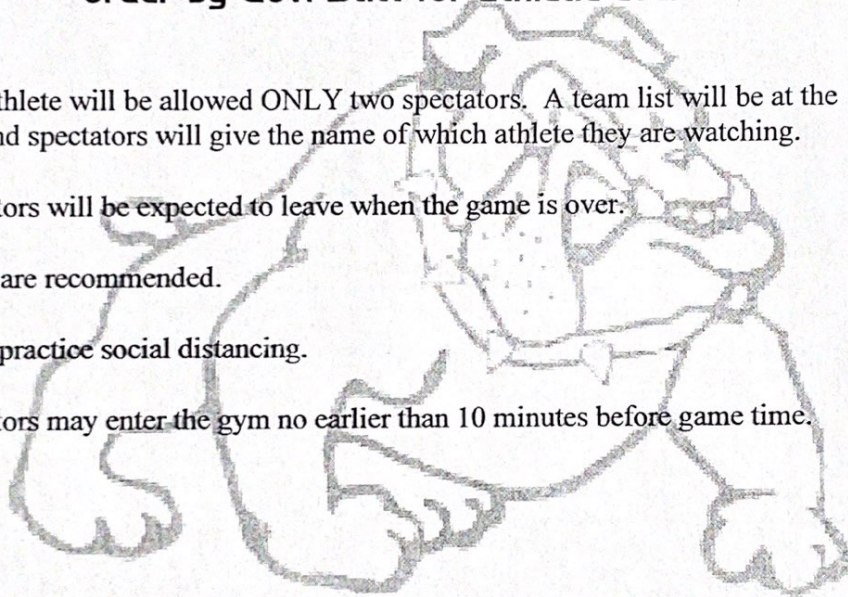 thlete will be allowed ONLY two spectators. A team list will be at the
nd spectators will give the name of which athlete they are watching.
tors will be expected to leave when the game is over.
are recommended.
practice social distancing.
tors may enter the gym no earlier than 10 minutes before game time.